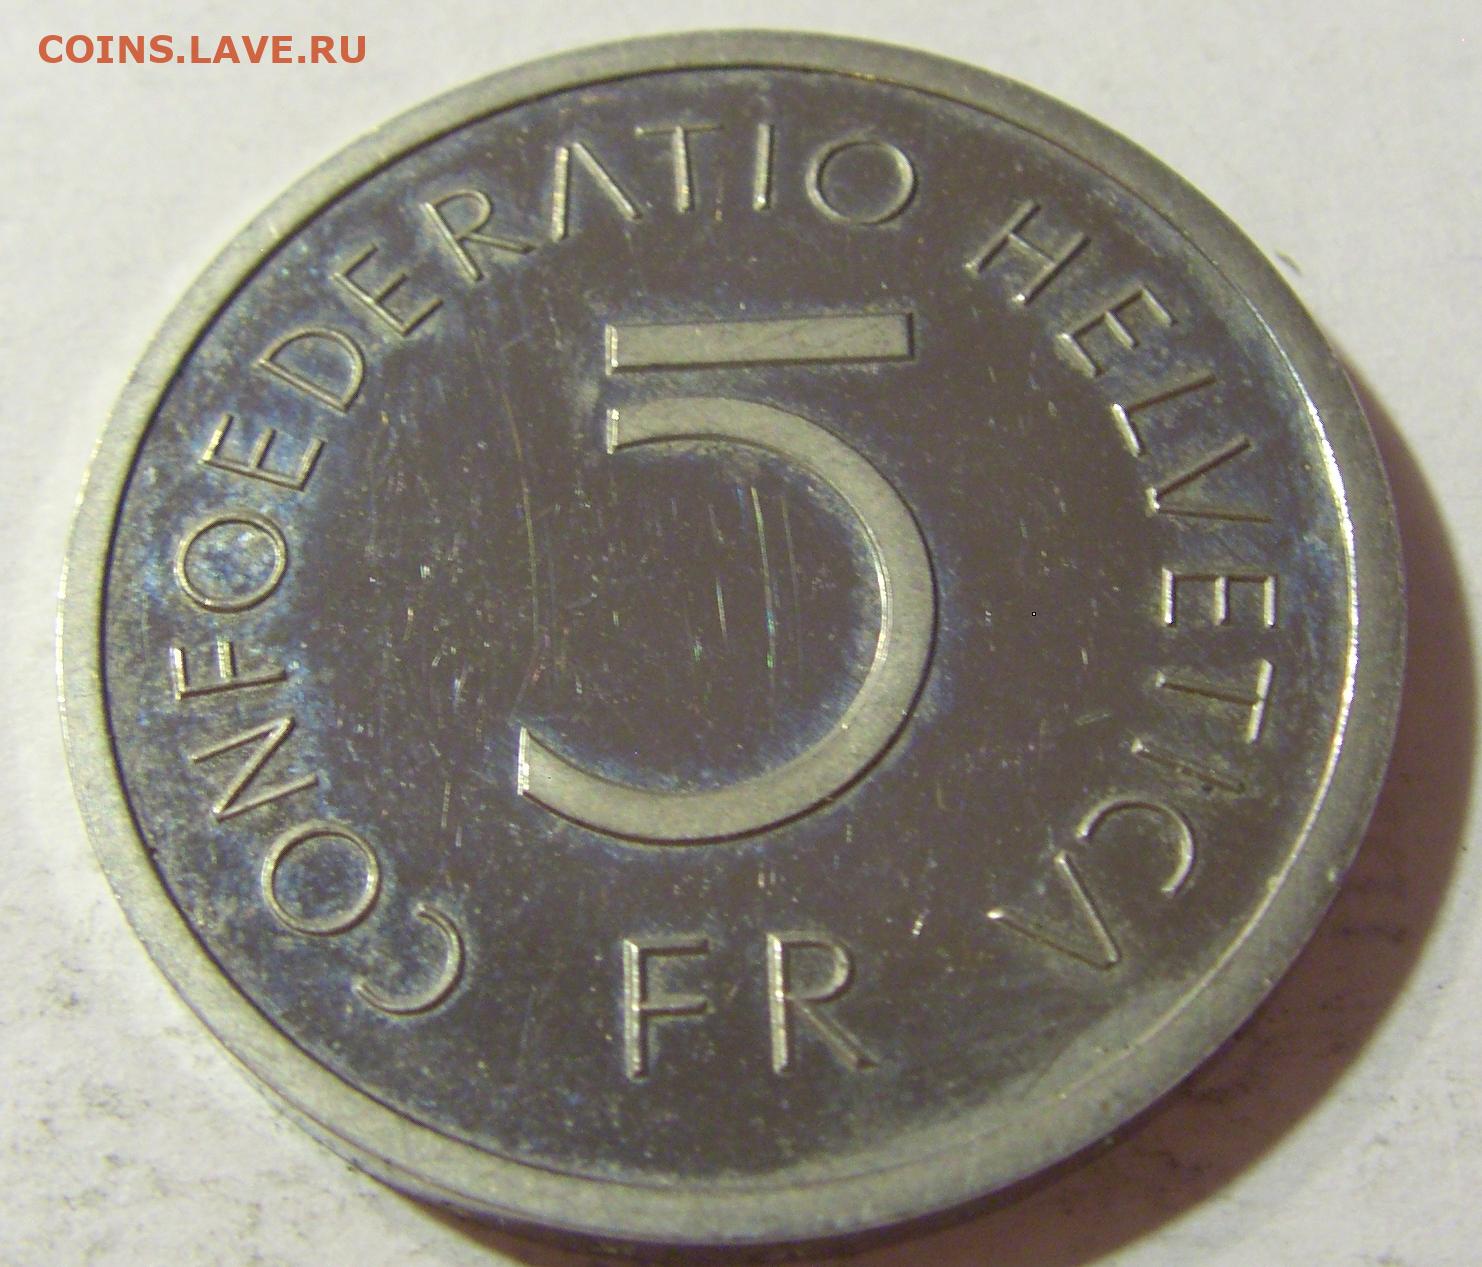 COINS.LAVE.RU
CONFOEDERATIO HELVETICA
5
FR